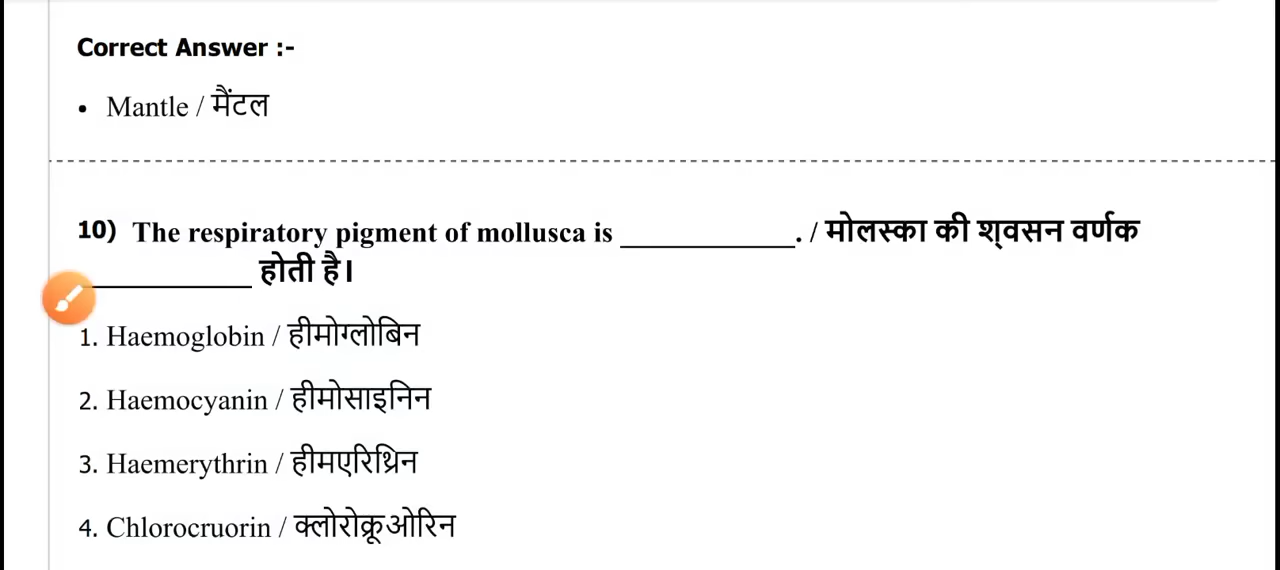 Correct Answer :-
• Mantle / मैंटल
10) The respiratory pigment of mollusca is ____________. / मोलस्का की श्वसन वर्णक
____________ होती है।
1. Haemoglobin / हीमोग्लोबिन
2. Haemocyanin / हीमोसाइनिन
3. Haemerythrin / हीमएरिथ्रिन
4. Chlorocruorin / क्लोरोक्रूओरिन